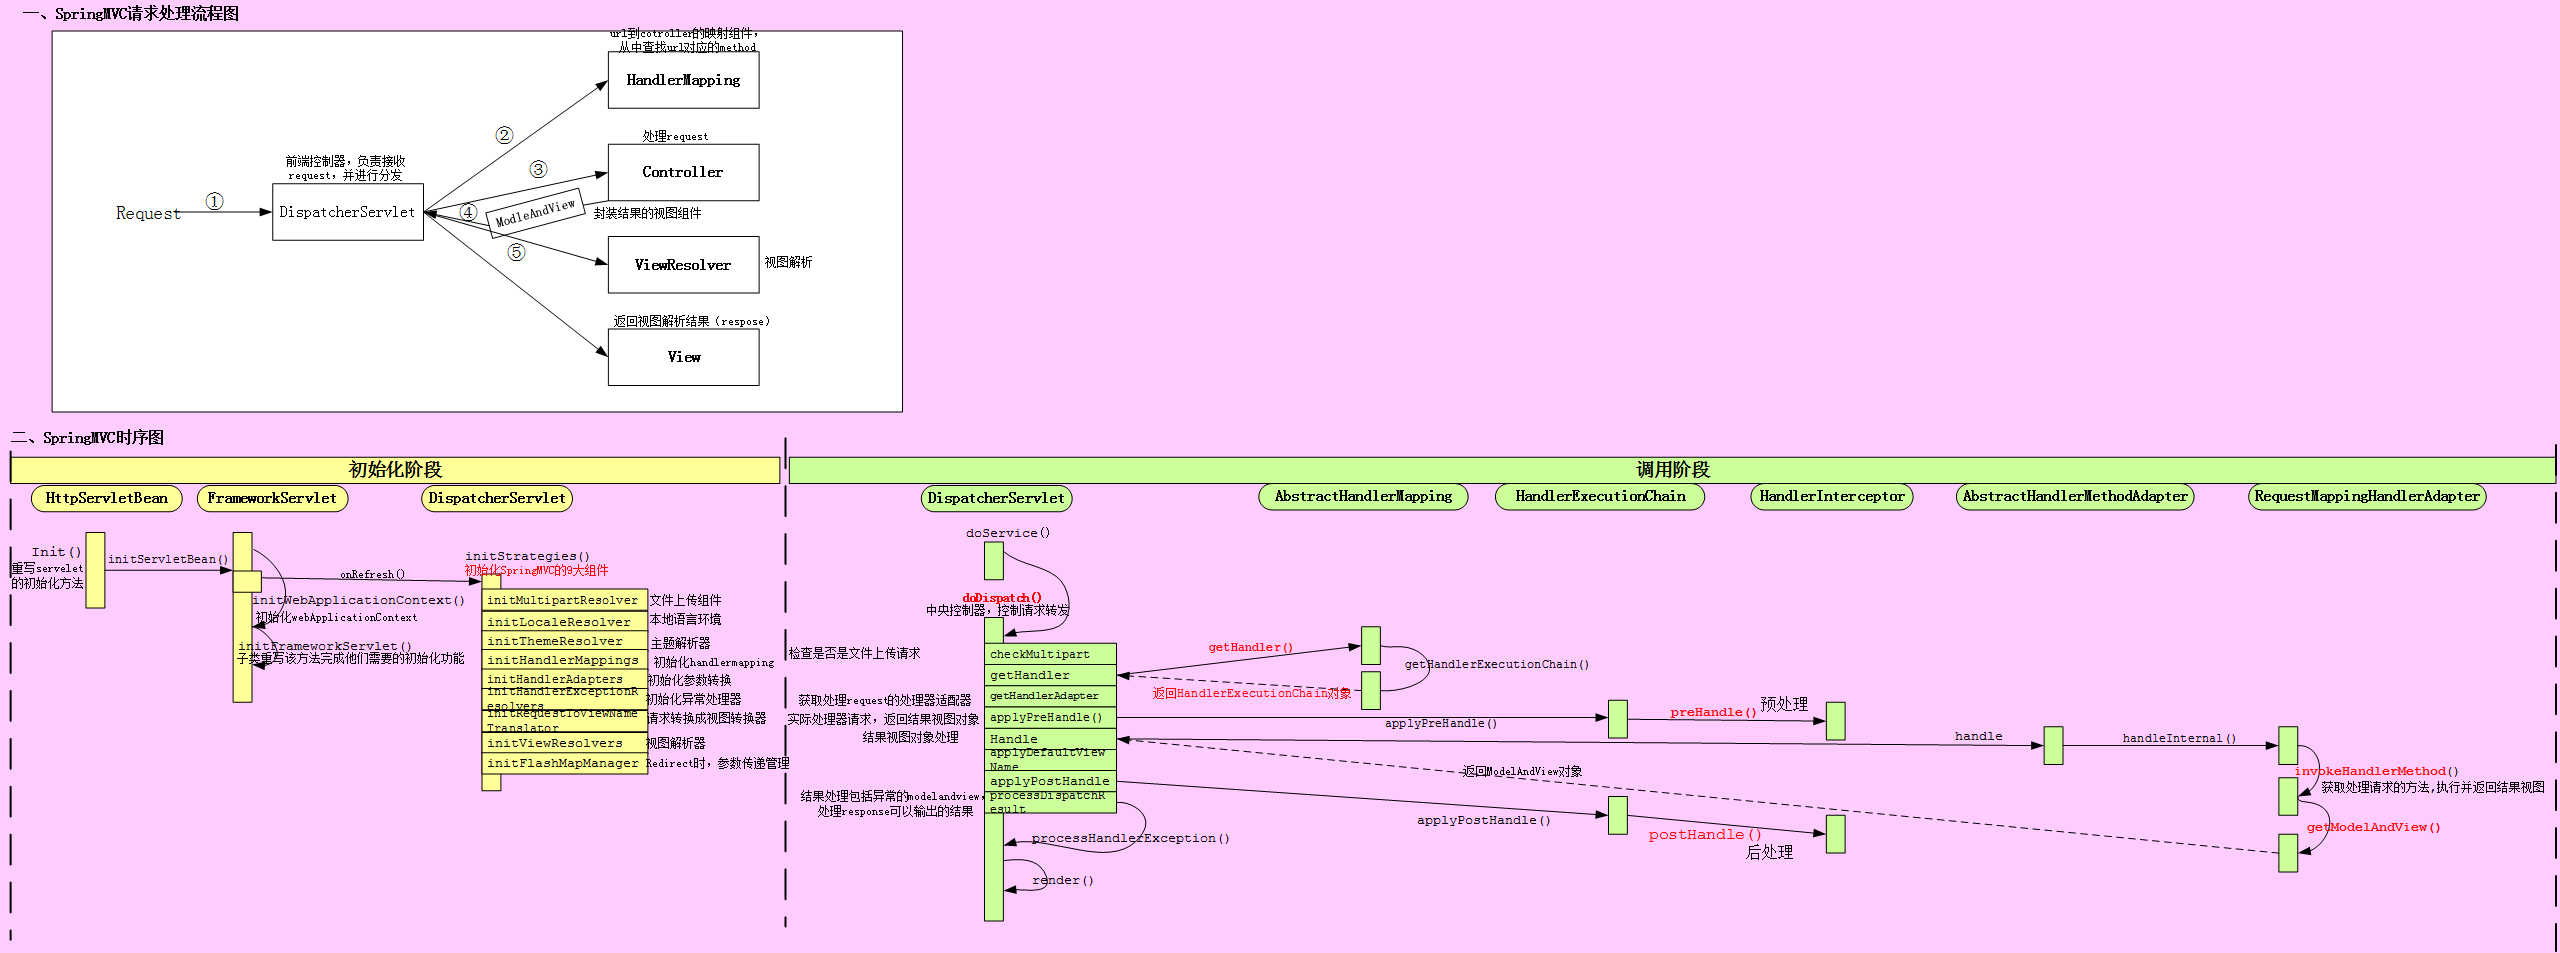 一、SpringMVC请求处理流程图
url到cotroller的映射组件，
从中查找url对应的method
HandlerMapping
②
处理request
③
Controller
前端控制器，负责接收
request，并进行分发
①
Request
DispatcherServlet
④
ModleAndView
封装结果的视图组件
⑤
ViewResolver
视图解析
返回视图解析结果（respose）
View
二、SpringMVC时序图
初始化阶段
HttpServletBean
FrameworkServlet
DispatcherServlet
Init()
重写servelet
的初始化方法
initServletBean()
onRefresh()
initWebApplicationContext()
初始化webApplicationContext
initFrameworkServlet()
子类重写该方法完成他们需要的初始化功能
initStrategies()
初始化SpringMVC的9大组件
initMultipartResolver
文件上传组件
initLocaleResolver
本地语言环境
initThemeResolver
主题解析器
initHandlerMappings
初始化handlermapping
initHandlerAdapters
初始化参数转换
initHandlerExceptionR
esolvers
初始化异常处理器
initRequestToViewName
Translator
请求转换成视图转换器
initViewResolvers
视图解析器
initFlashMapManager
Redirect时，参数传递管理
调用阶段
DispatcherServlet
AbstractHandlerMapping
HandlerExecutionChain
HandlerInterceptor
AbstractHandlerMethodAdapter
RequestMappingHandlerAdapter
doService()
doDispatch()
中央控制器，控制请求转发
检查是否是文件上传请求
checkMultipart
getHandler
getHandler()
getHandlerExecutionChain()
返回HandlerExecutionChain对象
获取处理request的处理器适配器
getHandlerAdapter
实际处理器请求，返回结果视图对象
applyPreHandle()
applyPreHandle()
preHandle()
预处理
结果视图对象处理
Handle
handle
handleInternal()
applyDefaultView
Name
返回ModelAndView对象
invokeHandlerMethod()
获取处理请求的方法,执行并返回结果视图
applyPostHandle
结果处理包括异常的modelandview，
处理response可以输出的结果
processDispatchR
esult
applyPostHandle()
postHandle()
后处理
getModelAndView()
processHandlerException()
render()